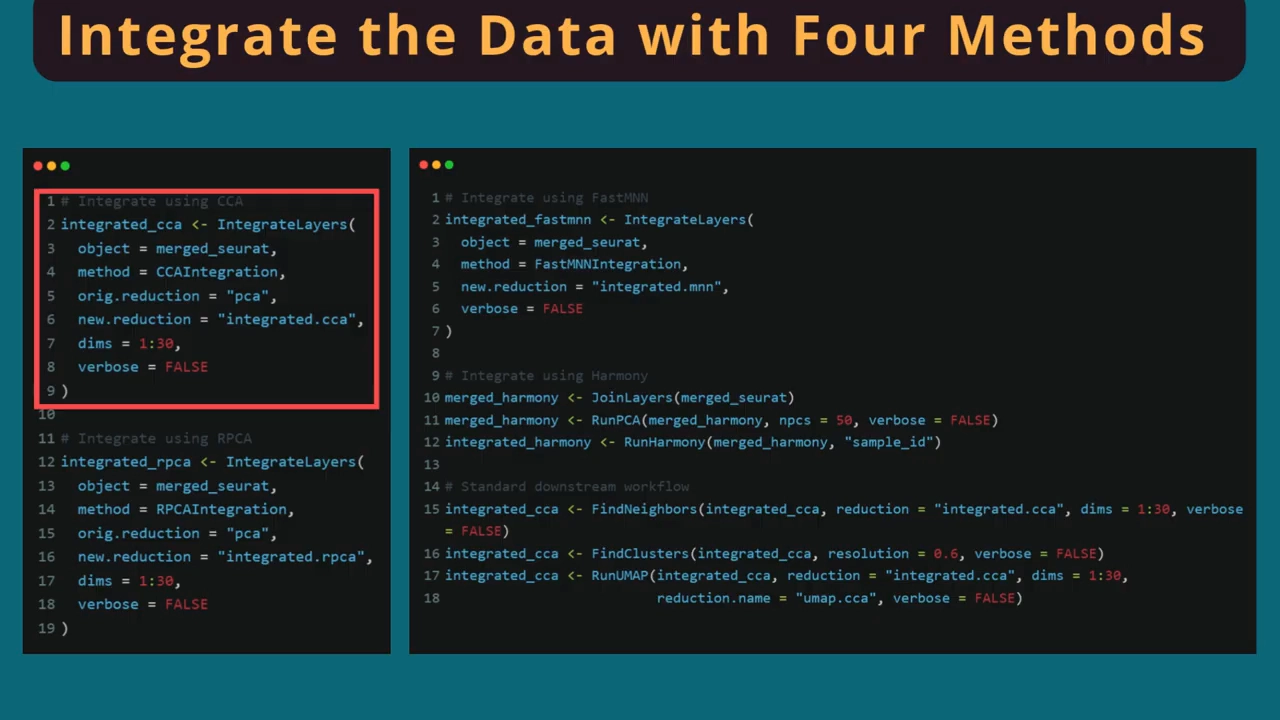 Integrate the Data with Four Methods
1 # Integrate using CCA
2 integrated_cca <- IntegrateLayers(
3   object = merged_seurat,
4   method = CCAIntegration,
5   orig.reduction = "pca",
6   new.reduction = "integrated.cca",
7   dims = 1:30,
8   verbose = FALSE
9 )
10
11 # Integrate using RPCA
12 integrated_rpca <- IntegrateLayers(
13   object = merged_seurat,
14   method = RPCAIntegration,
15   orig.reduction = "pca",
16   new.reduction = "integrated.rpca",
17   dims = 1:30,
18   verbose = FALSE
19 )
1 # Integrate using FastMNN
2 integrated_fastmnn <- IntegrateLayers(
3   object = merged_seurat,
4   method = FastMNNIntegration,
5   new.reduction = "integrated.mnn",
6   verbose = FALSE
7 )
8
9 # Integrate using Harmony
10 merged_harmony <- JoinLayers(merged_seurat)
11 merged_harmony <- RunPCA(merged_harmony, npcs = 50, verbose = FALSE)
12 integrated_harmony <- RunHarmony(merged_harmony, "sample_id")
13
14 # Standard downstream workflow
15 integrated_cca <- FindNeighbors(integrated_cca, reduction = "integrated.cca", dims = 1:30, verbose
= FALSE)
16 integrated_cca <- FindClusters(integrated_cca, resolution = 0.6, verbose = FALSE)
17 integrated_cca <- RunUMAP(integrated_cca, reduction = "integrated.cca", dims = 1:30,
18                           reduction.name = "umap.cca", verbose = FALSE)